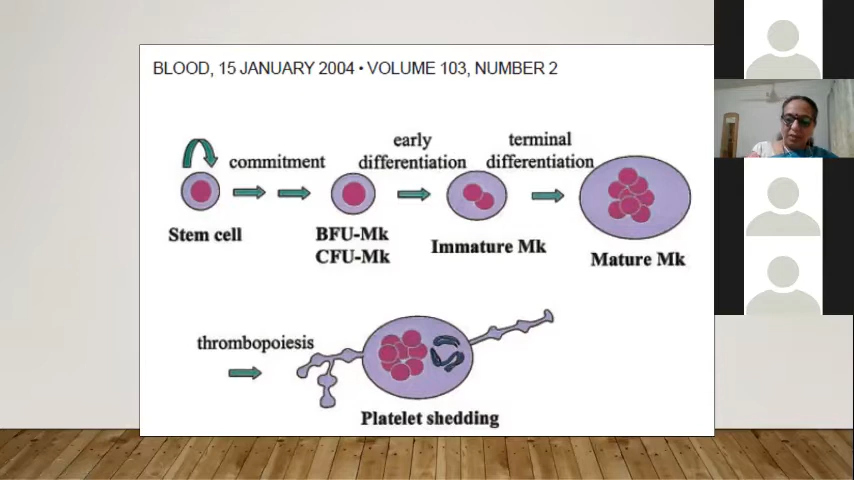 BLOOD, 15 JANUARY 2004 • VOLUME 103, NUMBER 2
commitment
early
differentiation
terminal
differentiation
Stem cell
BFU-Mk
CFU-Mk
Immature Mk
Mature Mk
thrombopoiesis
Platelet shedding